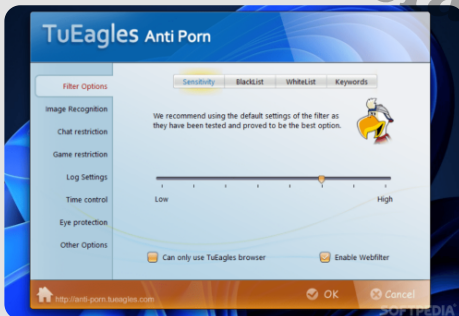 TuEagles Anti Porn
Filter Options
Image Recognition
Chat restriction
Game restriction
Log Settings
Time control
Eye protection
Other Options
Sensitivity BlackList WhiteList Keywords
We recommend using the default settings of the filter as
they have been tested and proved to be the best option.
Low High
Can only use TuEagles browser Enable Webfilter
http://anti-porn.tueagles.com OK Cancel
SOFTPEDIA